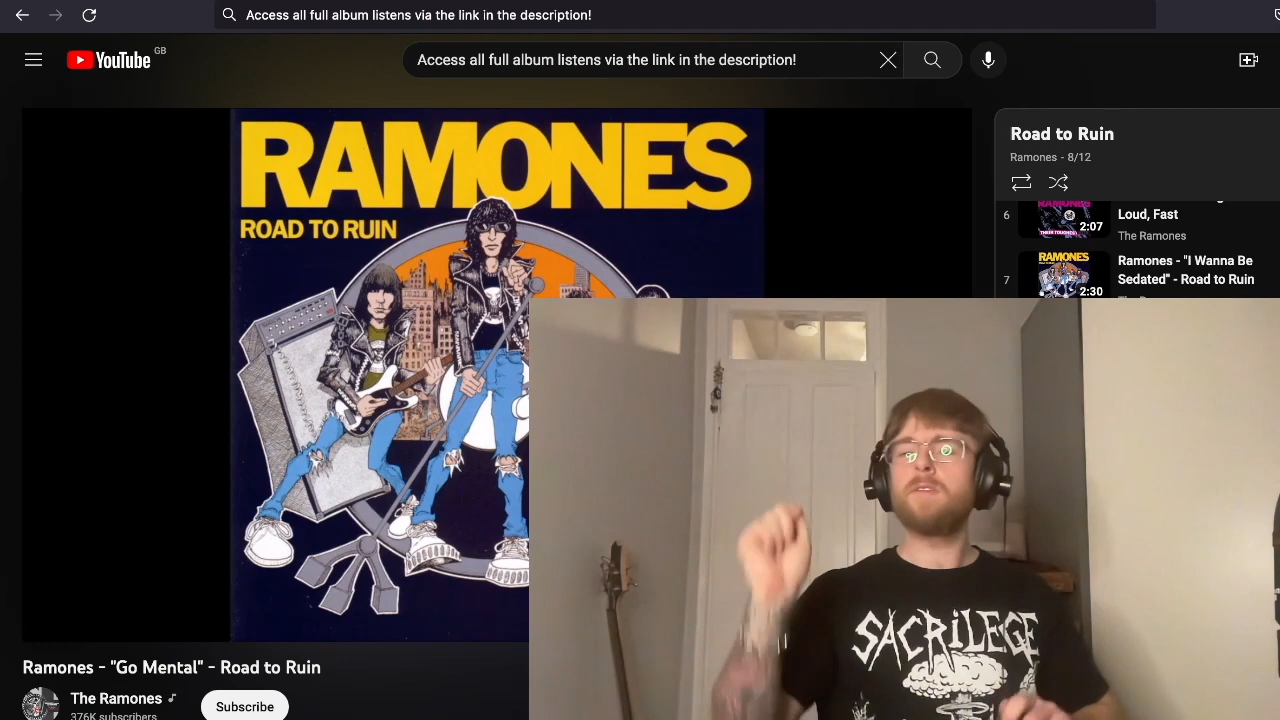 Access all full album listens via the link in the description!
YouTube GB
Access all full album listens via the link in the description!
RAMONES
ROAD TO RUIN
Road to Ruin
Ramones - 8/12
6
2:07
Loud, Fast
The Ramones
RAMONES
7
2:30
Ramones - "I Wanna Be
Sedated" - Road to Ruin
SACRILEGE
Ramones - "Go Mental" - Road to Ruin
The Ramones
376K subscribers
Subscribe